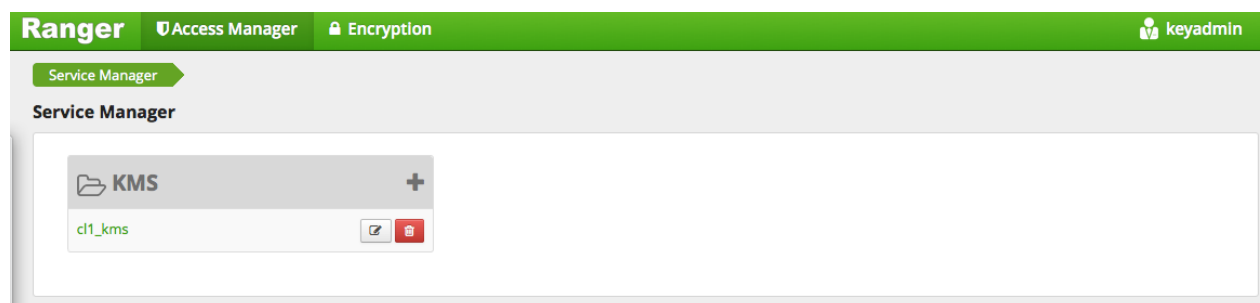 Ranger Access Manager Encryption keyadmin
Service Manager
Service Manager
KMS
cl1_kms